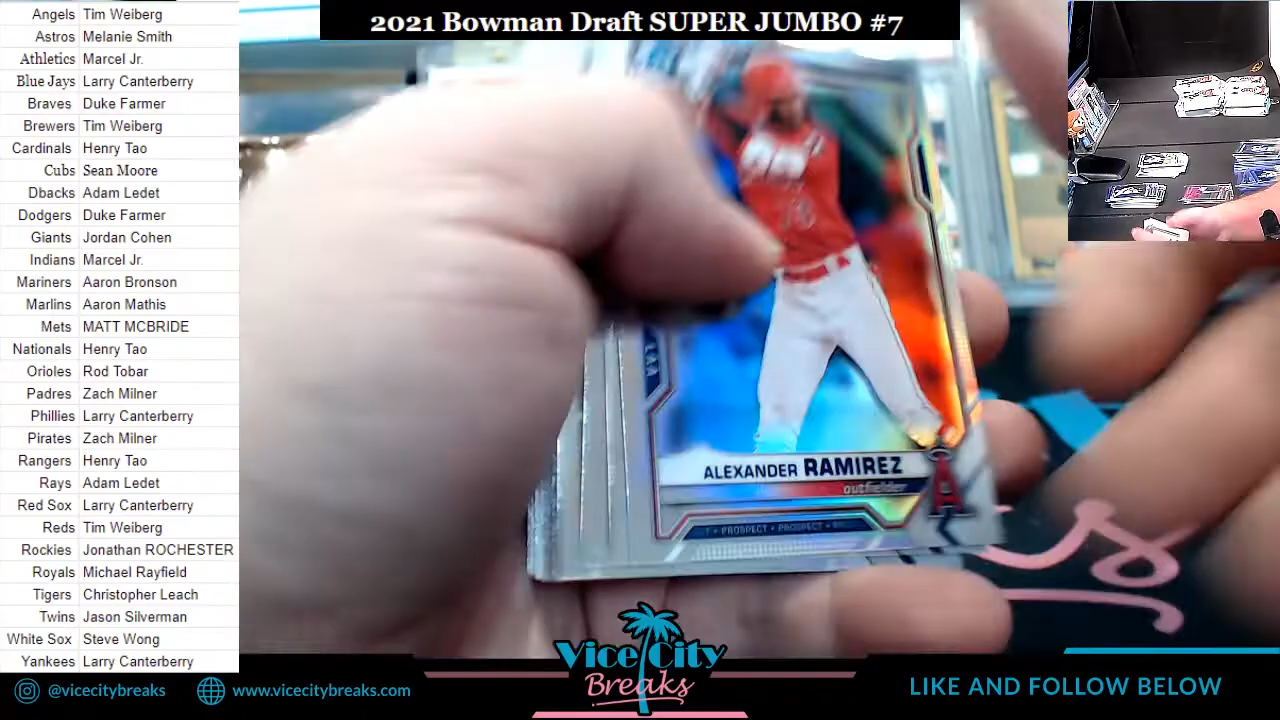 2021 Bowman Draft SUPER JUMBO #7
Angels Tim Weiberg
Astros Melanie Smith
Athletics Marcel Jr.
Blue Jays Larry Canterberry
Braves Duke Farmer
Brewers Tim Weiberg
Cardinals Henry Tao
Cubs Sean Moore
Dbacks Adam Ledet
Dodgers Duke Farmer
Giants Jordan Cohen
Indians Marcel Jr.
Mariners Aaron Bronson
Marlins Aaron Mathis
Mets MATT MCBRIDE
Nationals Henry Tao
Orioles Rod Tobar
Padres Zach Milner
Phillies Larry Canterberry
Pirates Zach Milner
Rangers Henry Tao
Rays Adam Ledet
Red Sox Larry Canterberry
Reds Tim Weiberg
Rockies Jonathan ROCHESTER
Royals Michael Rayfield
Tigers Christopher Leach
Twins Jason Silverman
White Sox Steve Wong
Yankees Larry Canterberry
ALEXANDER RAMIREZ
outfielder
PROSPECT • PROSPECT
A
@vicecitybreaks
www.vicecitybreaks.com
Vice City
Breaks
LIKE AND FOLLOW BELOW